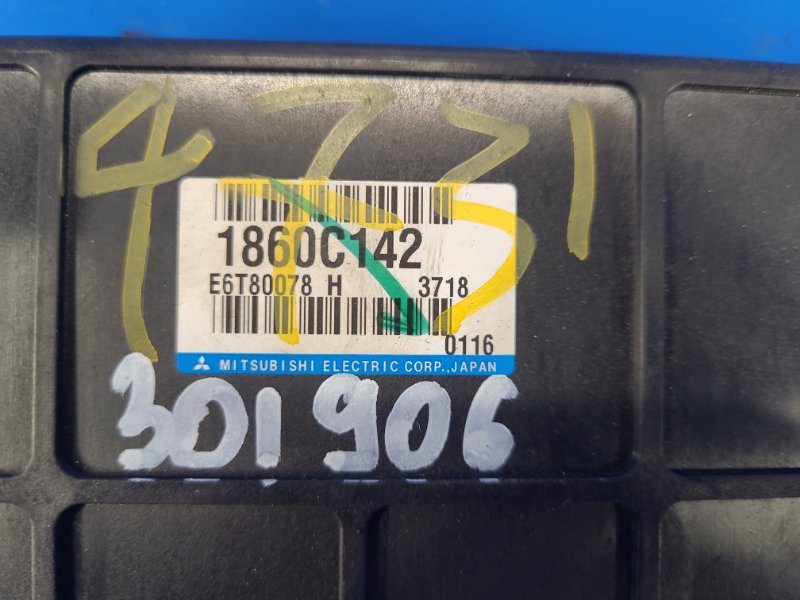 4731
1860C142
E6T80078 H 3718
0116
MITSUBISHI ELECTRIC CORP., JAPAN
301906